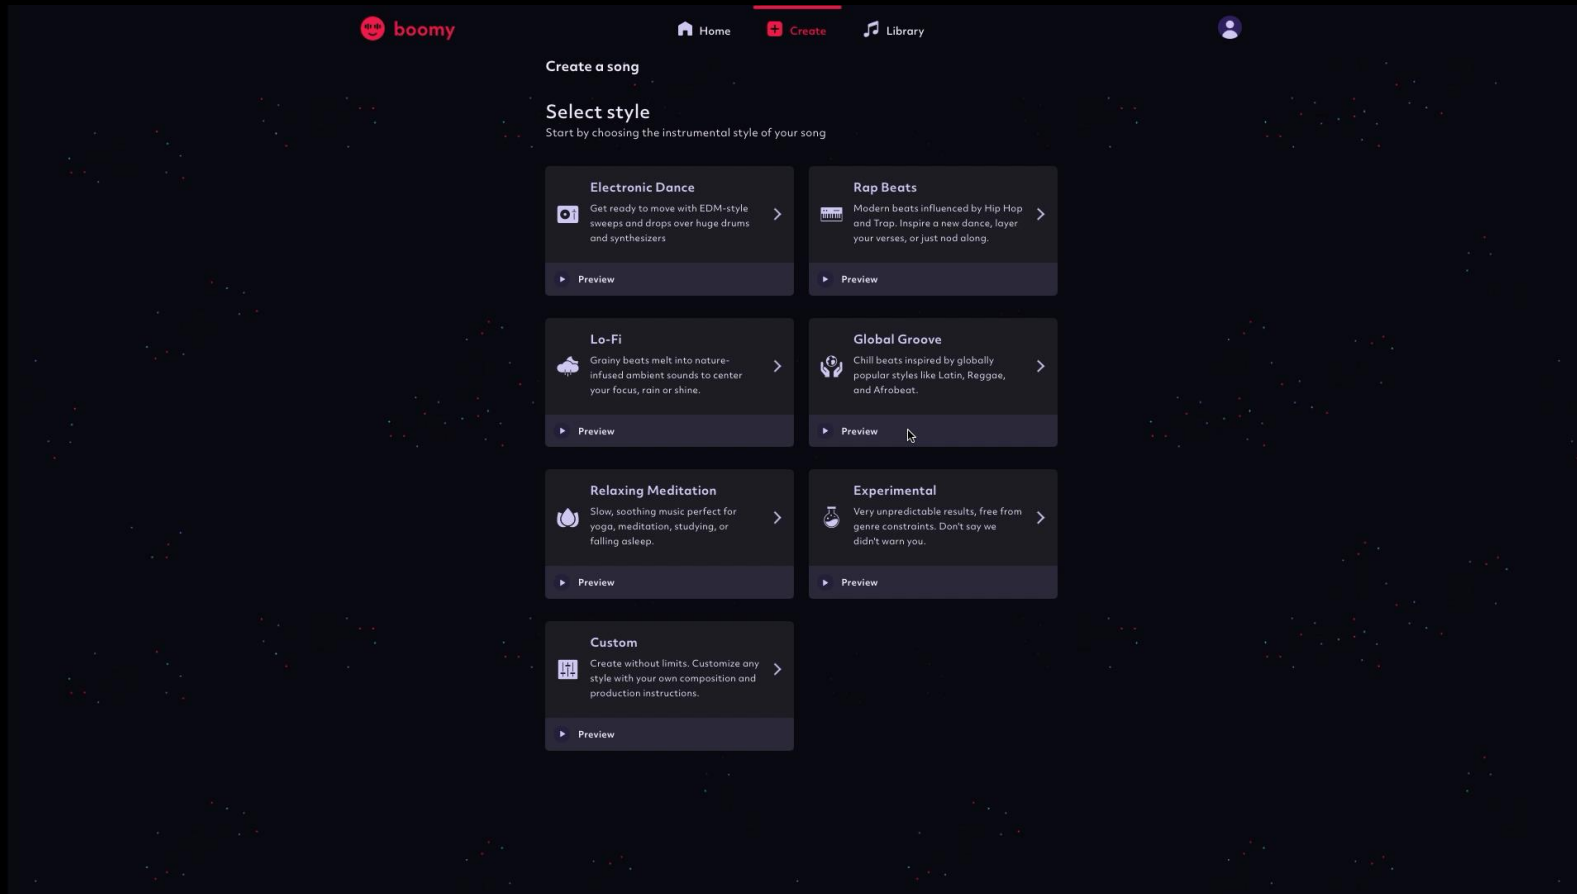 boomy
Home
Create
Library
Create a song
Select style
Start by choosing the instrumental style of your song
Electronic Dance
Get ready to move with EDM-style
sweeps and drops over huge drums
and synthesizers
Preview
Rap Beats
Modern beats influenced by Hip Hop
and Trap. Inspire a new dance, layer
your verses, or just nod along.
Preview
Lo-Fi
Grainy beats melt into nature-
infused ambient sounds to center
your focus, rain or shine.
Preview
Global Groove
Chill beats inspired by globally
popular styles like Latin, Reggae,
and Afrobeat.
Preview
Relaxing Meditation
Slow, soothing music perfect for
yoga, meditation, studying, or
falling asleep.
Preview
Experimental
Very unpredictable results, free from
genre constraints. Don't say we
didn't warn you.
Preview
Custom
Create without limits. Customize any
style with your own composition and
production instructions.
Preview